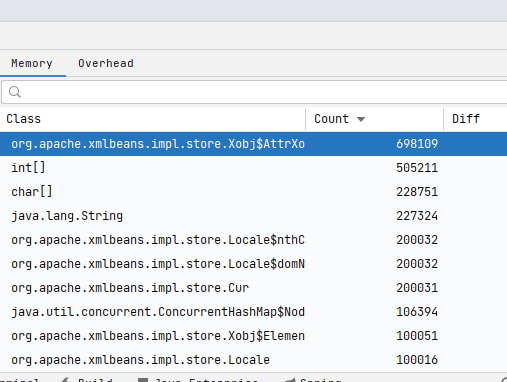 Memory Overhead
Class Count Diff
org.apache.xmlbeans.impl.store.Xobj$AttrXo 698109
int[] 505211
char[] 228751
java.lang.String 227324
org.apache.xmlbeans.impl.store.Locale$nthC 200032
org.apache.xmlbeans.impl.store.Locale$domN 200032
org.apache.xmlbeans.impl.store.Cur 200031
java.util.concurrent.ConcurrentHashMap$Nod 106394
org.apache.xmlbeans.impl.store.Xobj$Elemen 100051
org.apache.xmlbeans.impl.store.Locale 100016
Build Java Enterprise Spring